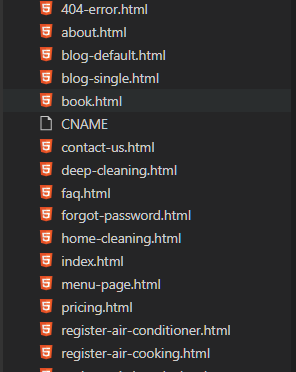 404-error.html
about.html
blog-default.html
blog-single.html
book.html
CNAME
contact-us.html
deep-cleaning.html
faq.html
forgot-password.html
home-cleaning.html
index.html
menu-page.html
pricing.html
register-air-conditioner.html
register-air-cooking.html